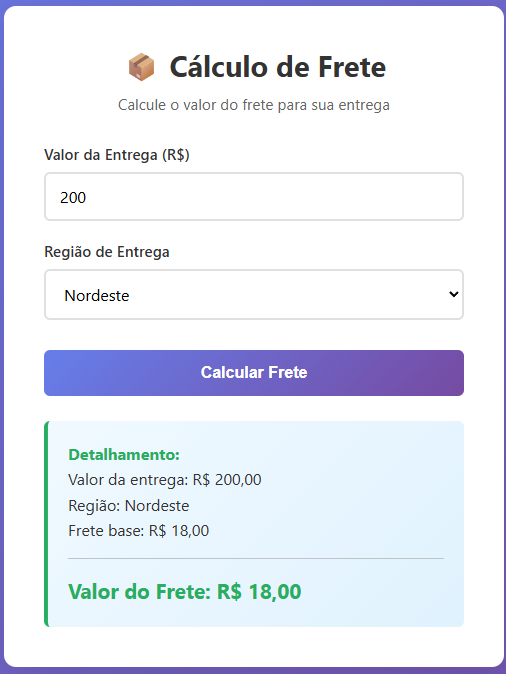 📦 Cálculo de Frete
Calcule o valor do frete para sua entrega
Valor da Entrega (R$)
200
Região de Entrega
Nordeste
Calcular Frete
Detalhamento:
Valor da entrega: R$ 200,00
Região: Nordeste
Frete base: R$ 18,00
Valor do Frete: R$ 18,00